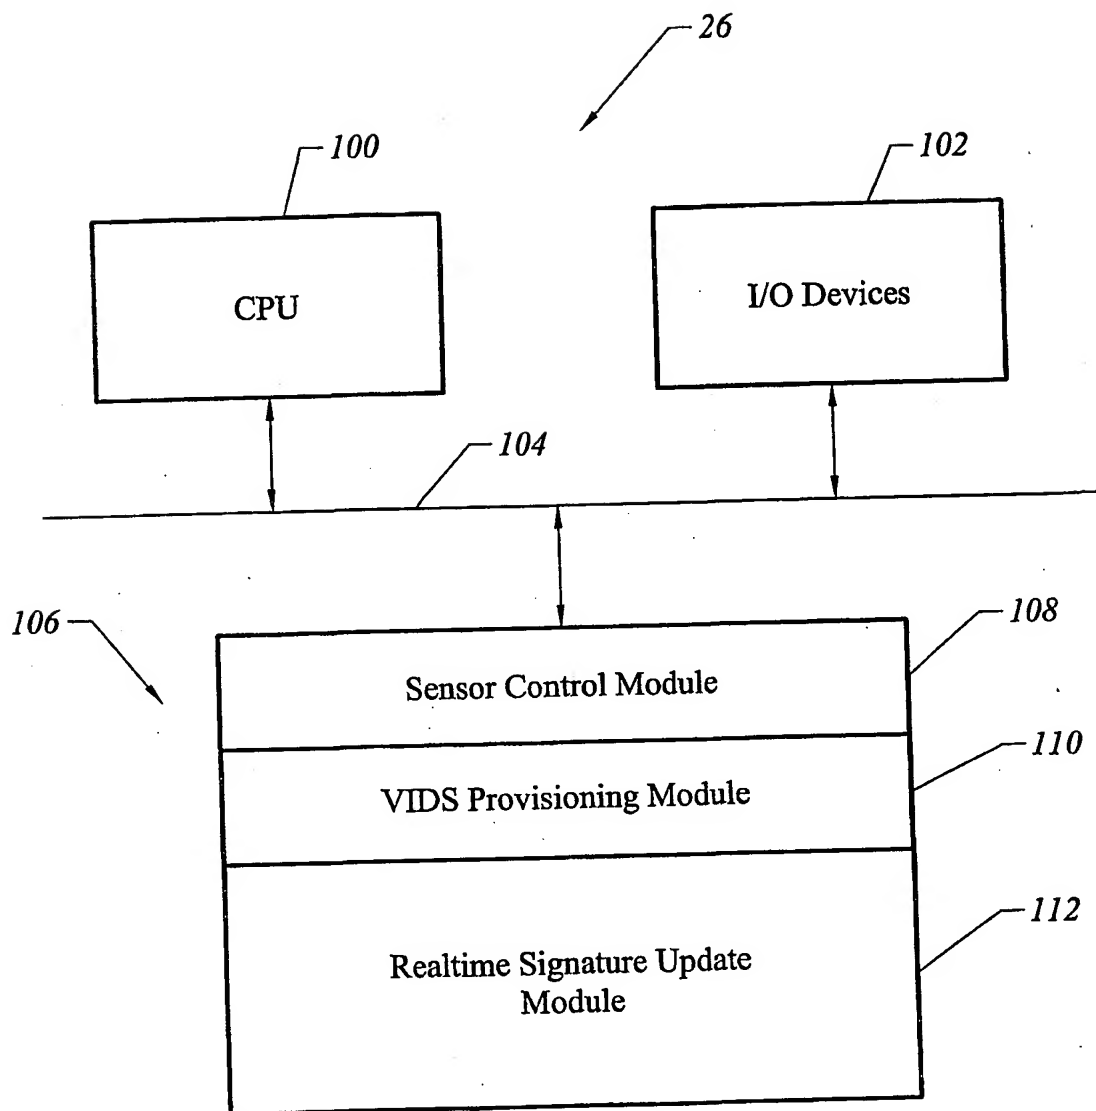 26
100
102
CPU
I/O Devices
104
106
108
Sensor Control Module
110
VIDS Provisioning Module
112
Realtime Signature Update
Module